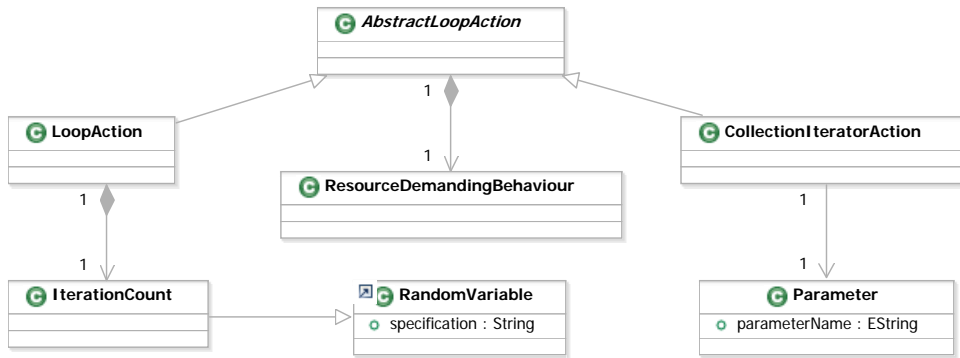 AbstractLoopAction
1
LoopAction
CollectionIteratorAction
1
ResourceDemandingBehaviour
1
1
1
1
IterationCount
RandomVariable
specification : String
Parameter
parameterName : EString